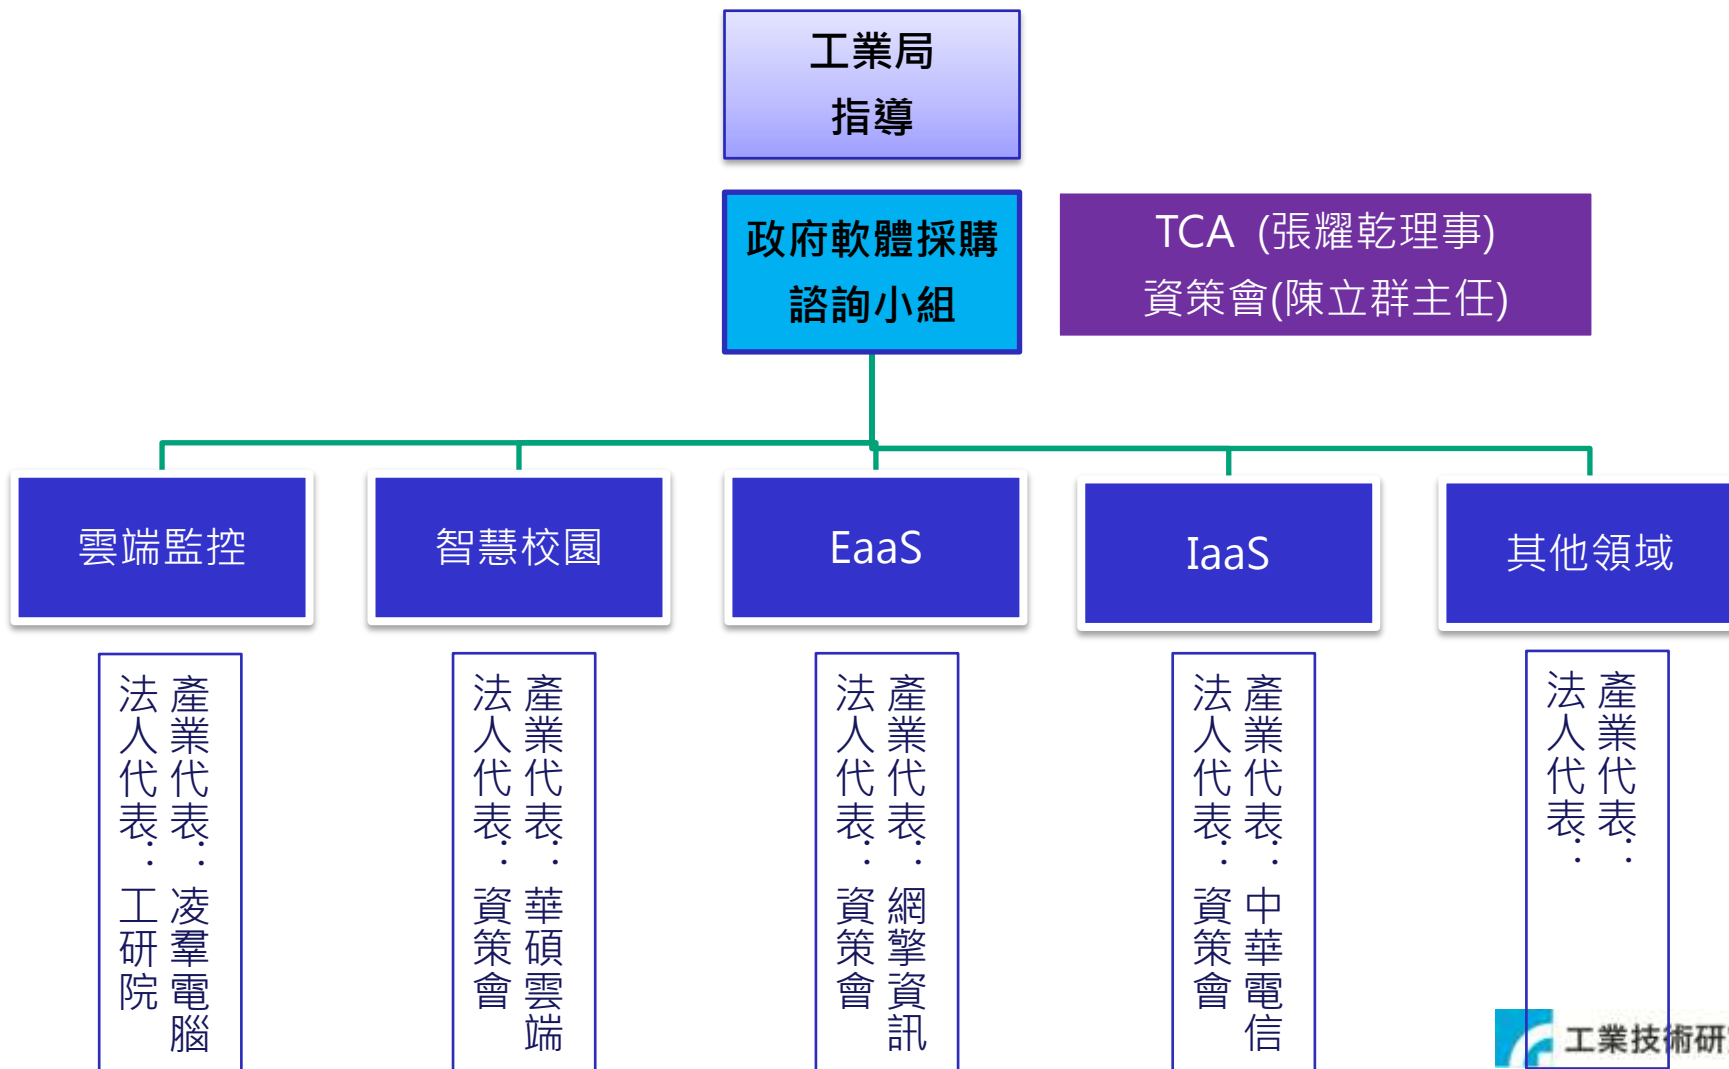 工業局
指導
政府軟體採購
諮詢小組
TCA (張耀乾理事)
資策會(陳立群主任)
雲端監控
智慧校園
EaaS
IaaS
其他領域
產業代表：凌羣電腦
法人代表：工研院
產業代表：華碩雲端
法人代表：資策會
產業代表：網擎資訊
法人代表：資策會
產業代表：中華電信
法人代表：資策會
產業代表：
法人代表：
工業技術研